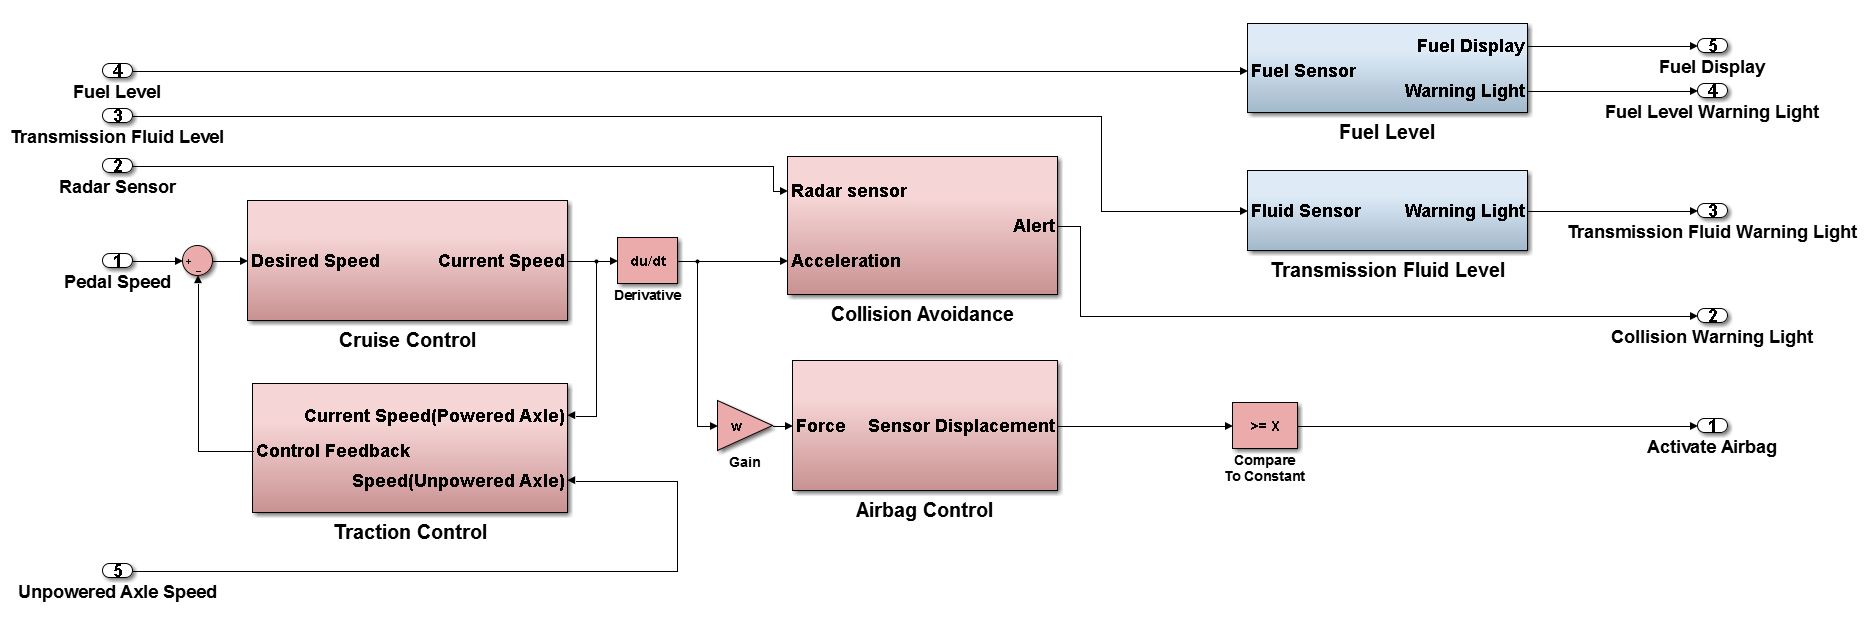 4
Fuel Level
3
Transmission Fluid Level
2
Radar Sensor
1
Pedal Speed
+
_
Desired Speed
Current Speed
Cruise Control
du/dt
Derivative
Current Speed(Powered Axle)
Control Feedback
Speed(Unpowered Axle)
Traction Control
5
Unpowered Axle Speed
Radar sensor
Alert
Acceleration
Collision Avoidance
w
Gain
Force
Sensor Displacement
Airbag Control
Fuel Display
Fuel Sensor
Warning Light
Fuel Level
Fluid Sensor
Warning Light
Transmission Fluid Level
>= X
Compare
To Constant
5
Fuel Display
4
Fuel Level Warning Light
3
Transmission Fluid Warning Light
2
Collision Warning Light
1
Activate Airbag